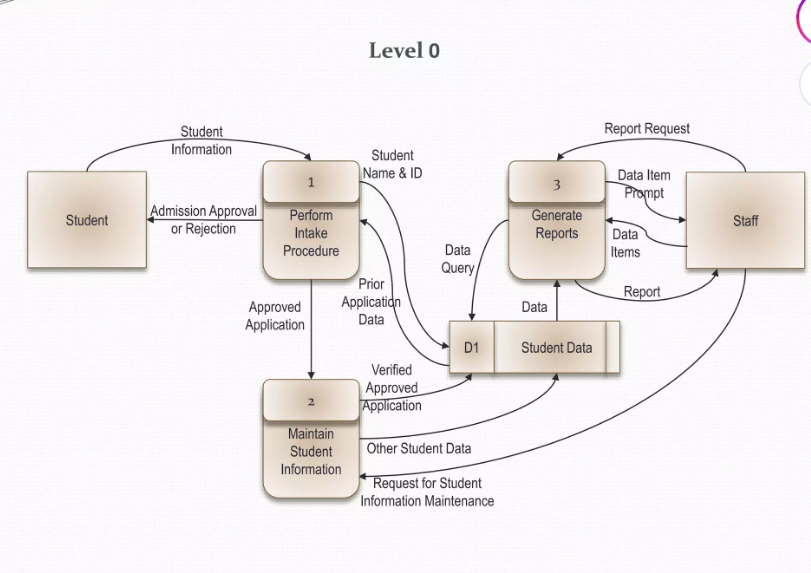 Level 0
Student
Information
Report Request
Student
Name & ID
1
3
Data Item
Prompt
Student
Admission Approval
or Rejection
Perform
Intake
Procedure
Generate
Reports
Staff
Data
Query
Data
Items
Prior
Application
Data
Report
Approved
Application
Data
D1
Student Data
Verified
Approved
Application
2
Maintain
Student
Information
Other Student Data
Request for Student
Information Maintenance